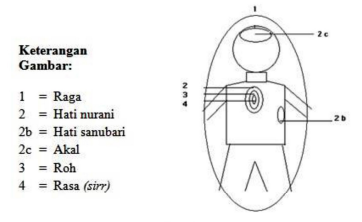 Keterangan
Gambar:
1 = Raga
2 = Hati nurani
2b = Hati sanubari
2c = Akal
3 = Roh
4 = Rasa (sirr)
1
2 c
2
3
4
2 b